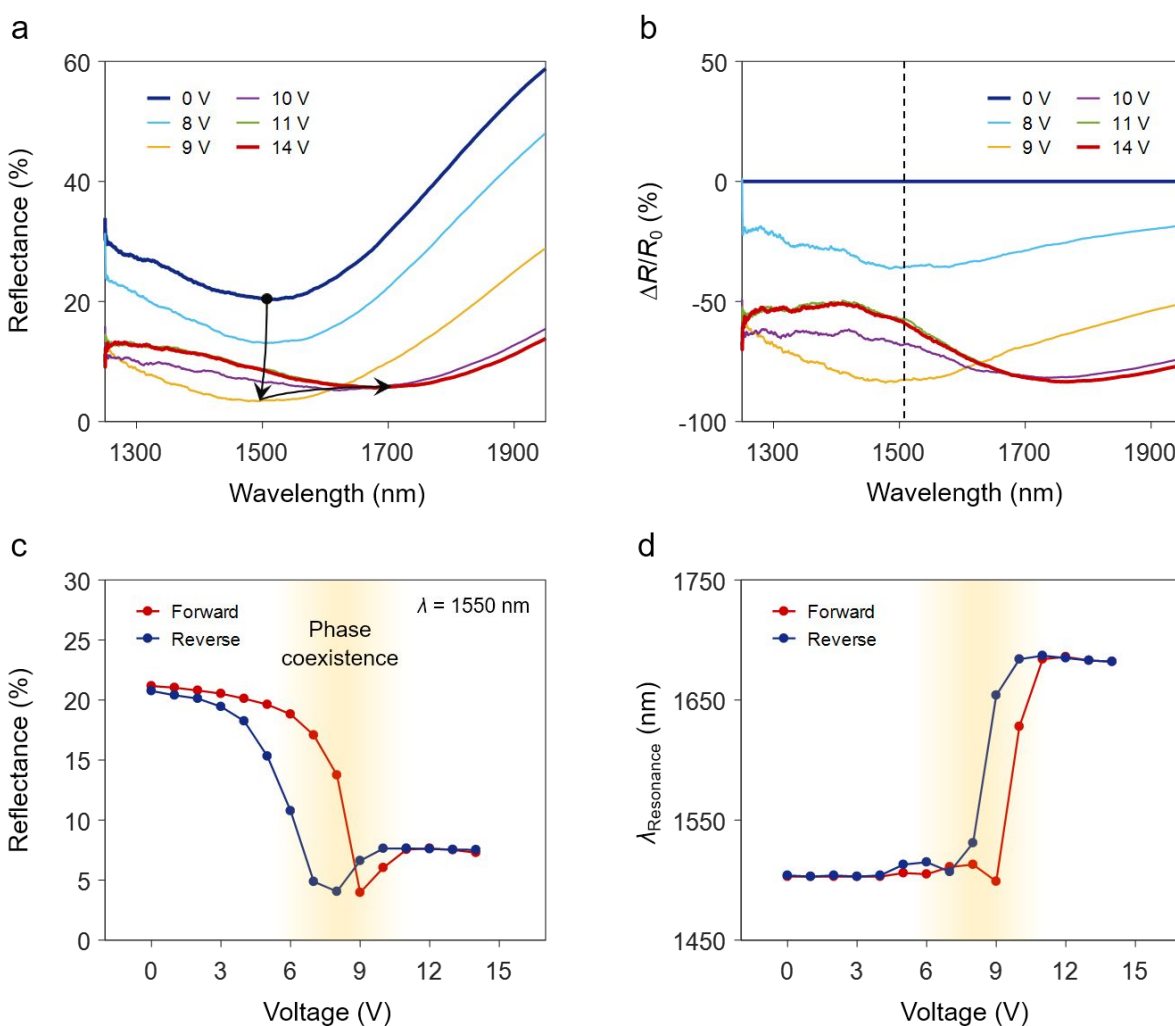 a
60
40
20
0
Reflectance (%)
0 V
8 V
9 V
10 V
11 V
14 V
1300
1500
1700
1900
Wavelength (nm)
b
50
0
-50
-100
ΔR/R0 (%)
0 V
8 V
9 V
10 V
11 V
14 V
1300
1500
1700
1900
Wavelength (nm)
c
30
25
20
15
10
5
0
Reflectance (%)
Forward
Reverse
λ = 1550 nm
Phase
coexistence
0
3
6
9
12
15
Voltage (V)
d
1750
1650
1550
1450
λResonance (nm)
Forward
Reverse
0
3
6
9
12
15
Voltage (V)